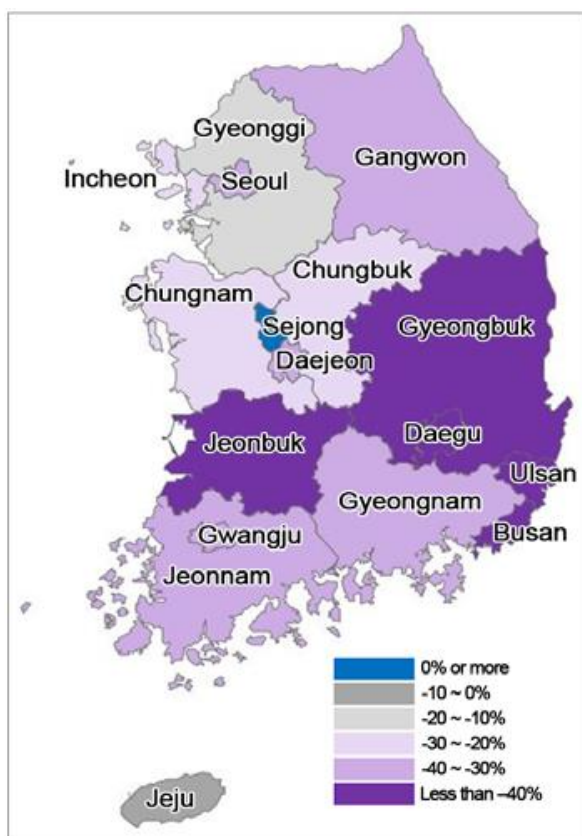 Gyeonggi
Gangwon
Incheon
Seoul
Chungbuk
Chungnam
Sejong
Gyeongbuk
Daejeon
Jeonbuk
Daegu
Ulsan
Gyeongnam
Busan
Gwangju
Jeonnam
Jeju
0% or more
-10 ~ 0%
-20 ~ -10%
-30 ~ -20%
-40 ~ -30%
Less than –40%